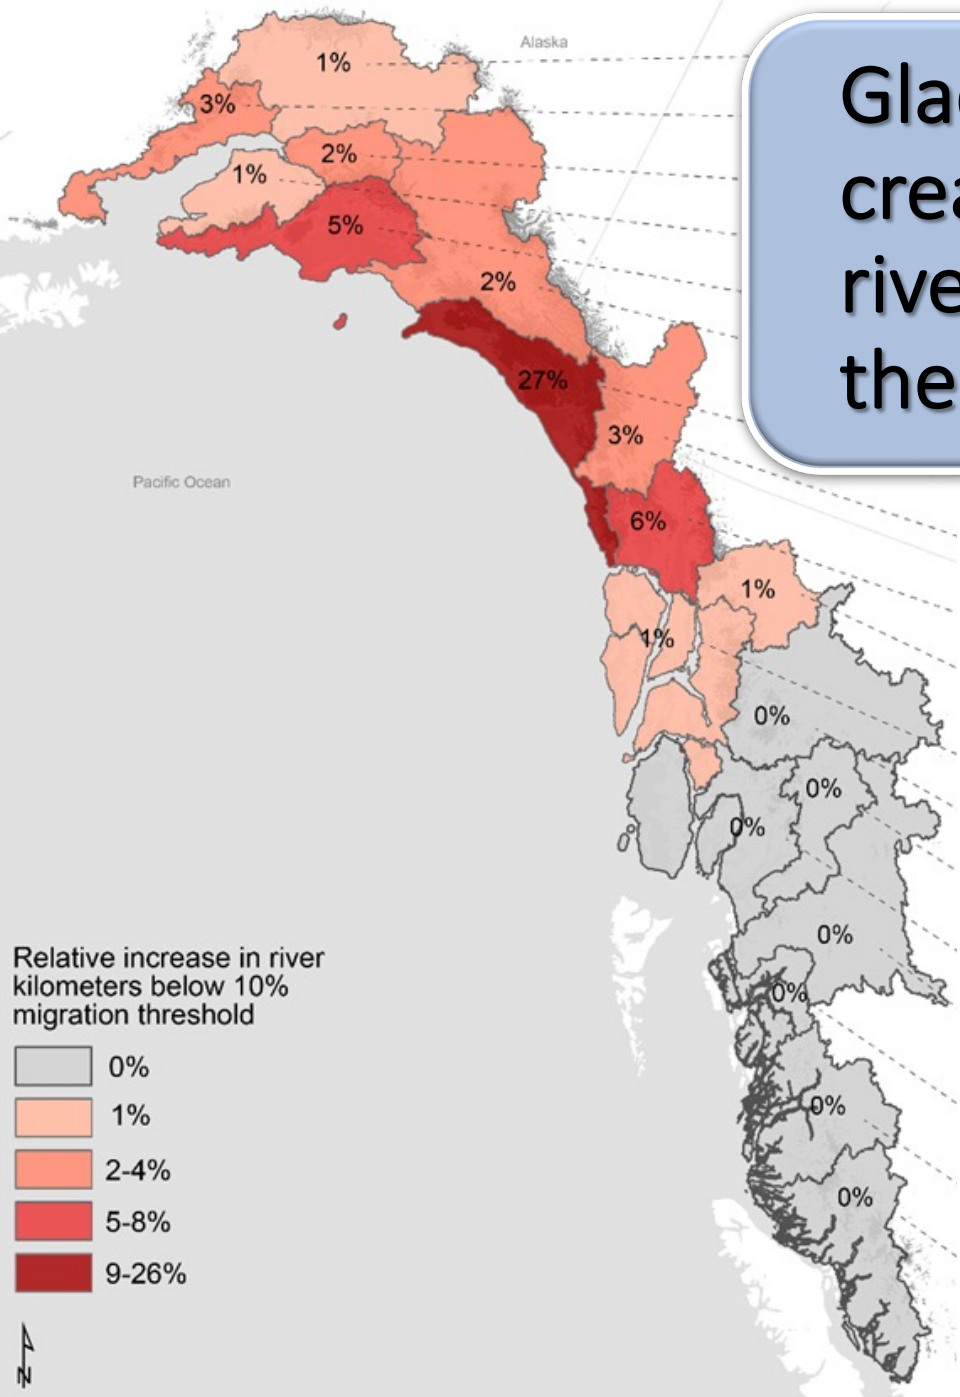 Alaska
1%
3%
2%
1%
5%
2%
27%
3%
6%
1%
1%
0%
0%
0%
0%
0%
0%
0%
Pacific Ocean
river
the
Relative increase in river
kilometers below 10%
migration threshold
0%
1%
2-4%
5-8%
9-26%
N